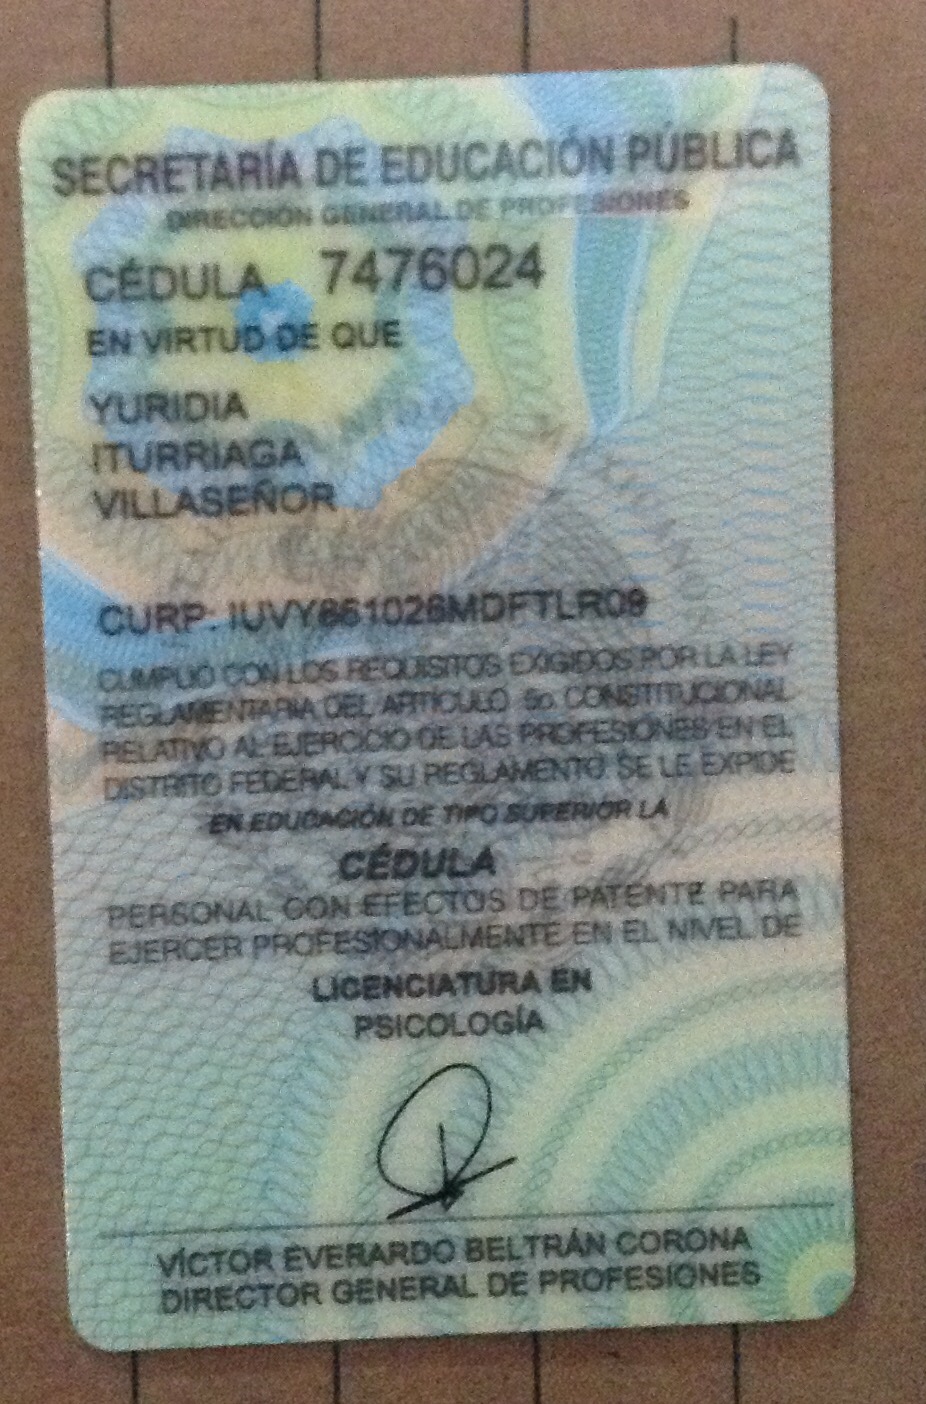 SECRETARÍA DE EDUCACIÓN PÚBLICA
DIRECCIÓN GENERAL DE PROFESIONES
CÉDULA 7476024
EN VIRTUD DE QUE
YURIDIA
ITURRIAGA
VILLASEÑOR
CURP: IUVY861026MDFTLR09
CUMPLIO CON LOS REQUISITOS EXIGIDOS POR LA LEY
REGLAMENTARIA DEL ARTÍCULO 5o. CONSTITUCIONAL
RELATIVO AL EJERCICIO DE LAS PROFESIONES EN EL
DISTRITO FEDERAL Y SU REGLAMENTO. SE LE EXPIDE
EN EDUCACIÓN DE TIPO SUPERIOR LA
CÉDULA
PERSONAL CON EFECTOS DE PATENTE PARA
EJERCER PROFESIONALMENTE EN EL NIVEL DE
LICENCIATURA EN
PSICOLOGÍA
VÍCTOR EVERARDO BELTRÁN CORONA
DIRECTOR GENERAL DE PROFESIONES